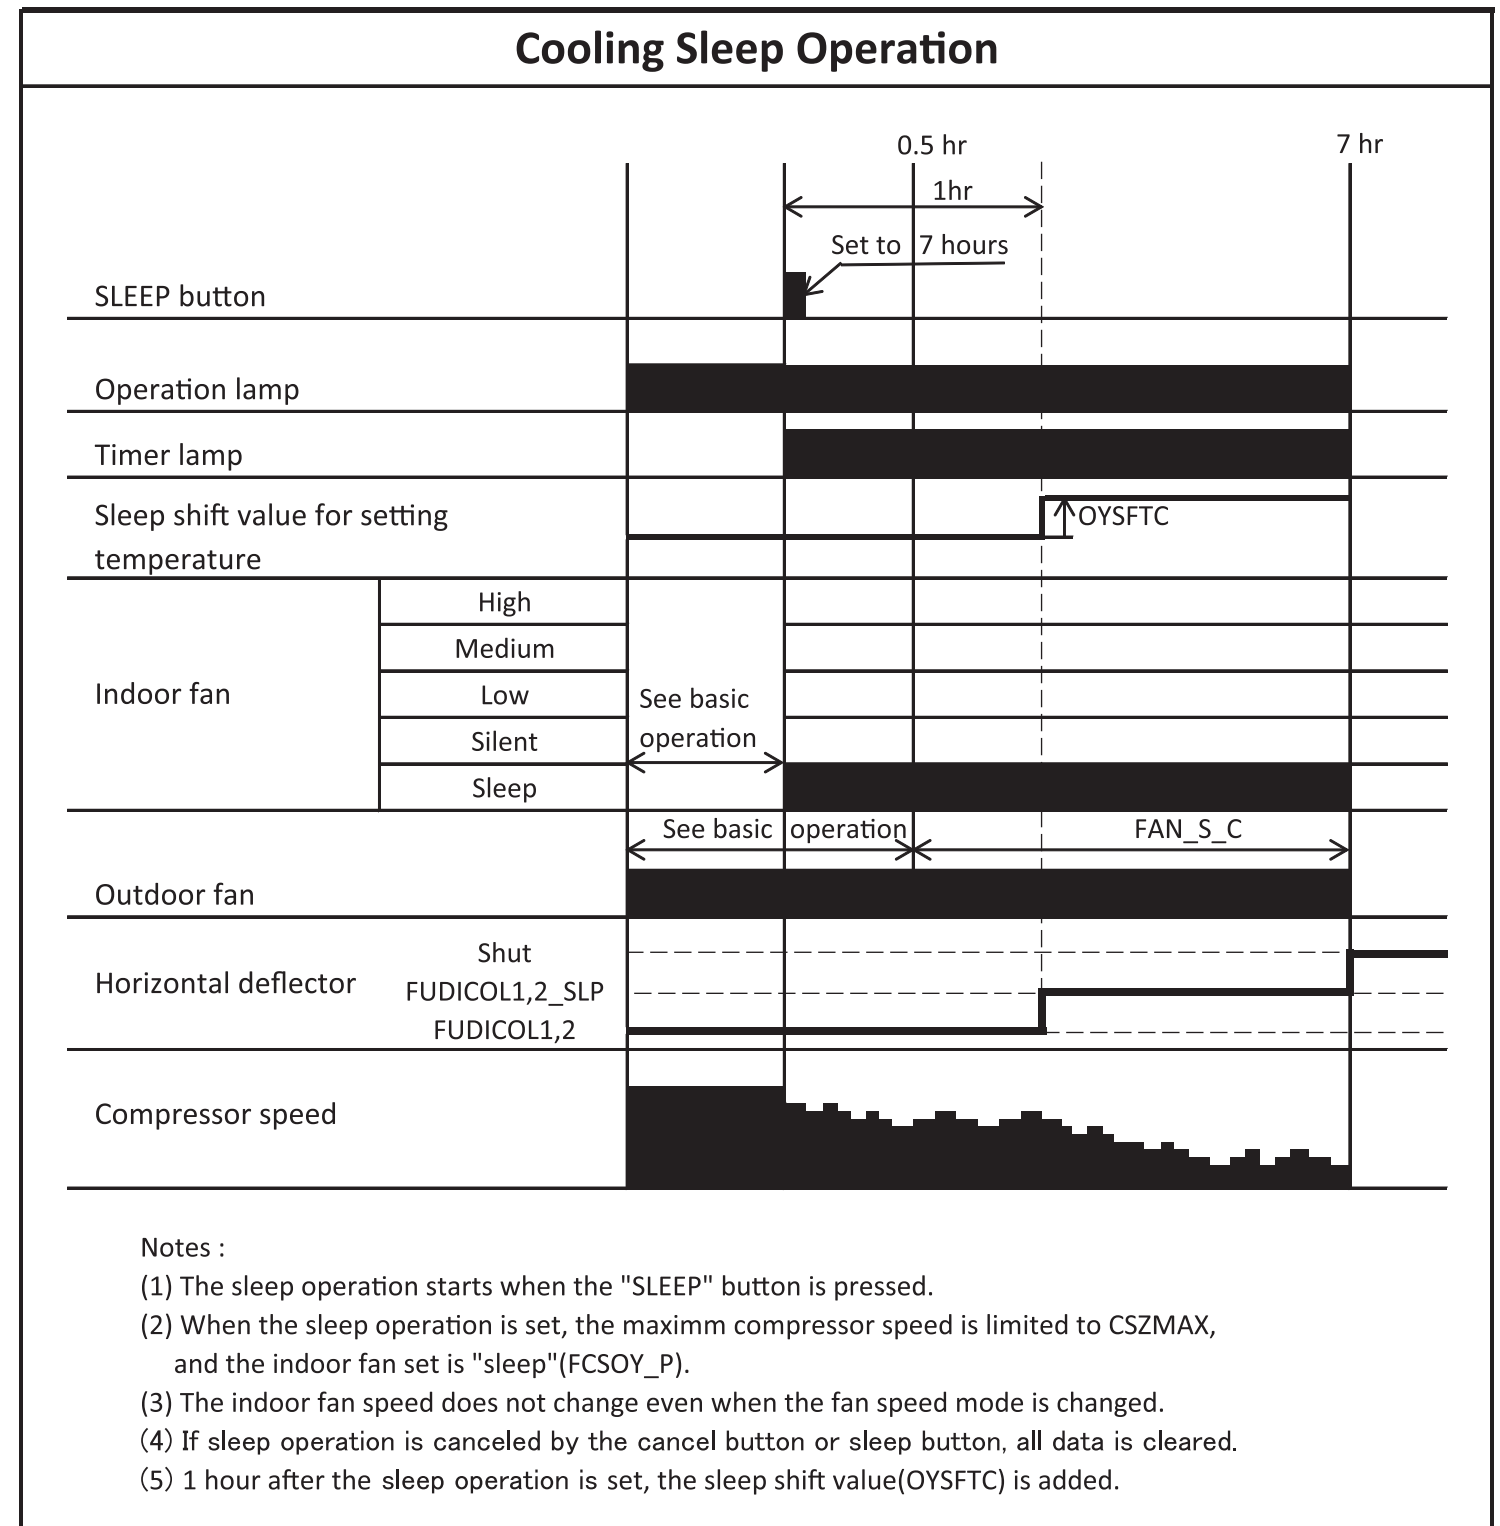 Cooling Sleep Operation
0.5 hr
7 hr
1hr
Set to 7 hours
SLEEP button
Operation lamp
Timer lamp
Sleep shift value for setting
temperature
OYSFTC
High
Medium
Indoor fan
Low
See basic
operation
Silent
Sleep
See basic operation
FAN_S_C
Outdoor fan
Shut
Horizontal deflector
FUDICOL1,2_SLP
FUDICOL1,2
Compressor speed
Notes :
(1) The sleep operation starts when the "SLEEP" button is pressed.
(2) When the sleep operation is set, the maximm compressor speed is limited to CSZMAX,
and the indoor fan set is "sleep"(FCSOY_P).
(3) The indoor fan speed does not change even when the fan speed mode is changed.
(4) If sleep operation is canceled by the cancel button or sleep button, all data is cleared.
(5) 1 hour after the sleep operation is set, the sleep shift value(OYSFTC) is added.